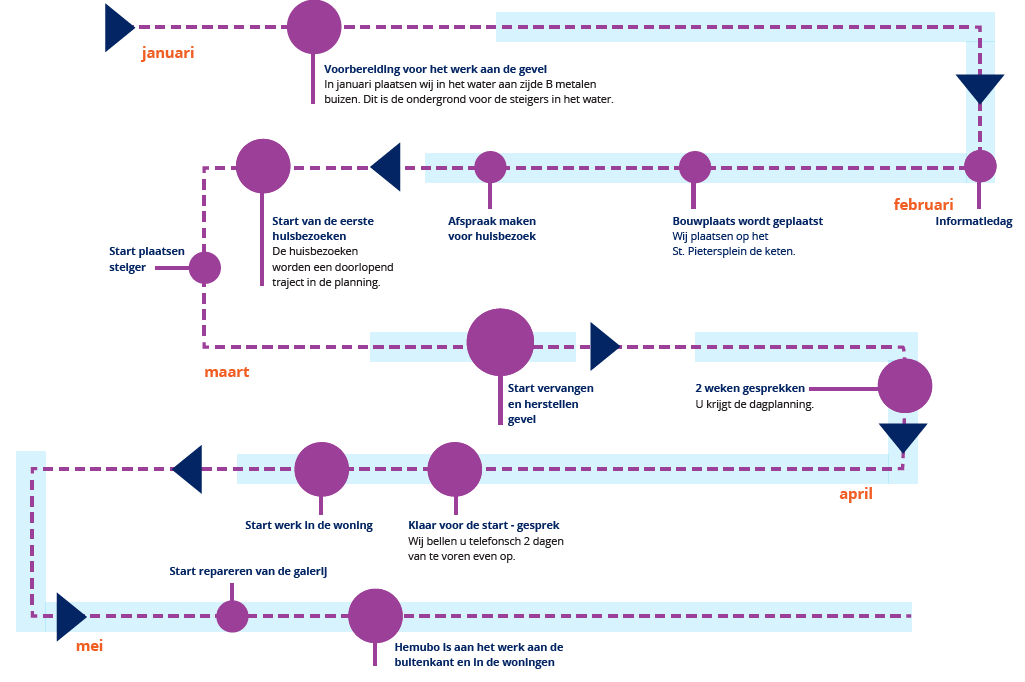 januari
Voorbereiding voor het werk aan de gevel
In januari plaatsen wij in het water aan zijde B metalen
buizen. Dit is de ondergrond voor de steigers in het water.
februari
Informatiedag
Bouwplaats wordt geplaatst
Wij plaatsen op het
St. Pietersplein de keten.
Afspraak maken
voor huisbezoek
Start van de eerste
huisbezoeken
De huisbezoeken
worden een doorlopend
traject in de planning.
Start plaatsen
steiger
maart
Start vervangen
en herstellen
gevel
2 weken gesprekken
U krijgt de dagplanning.
april
Klaar voor de start - gesprek
Wij bellen u telefonsch 2 dagen
van te voren even op.
Start werk in de woning
mei
Start repareren van de galerij
Hemubo is aan het werk aan de
buitenkant en in de woningen